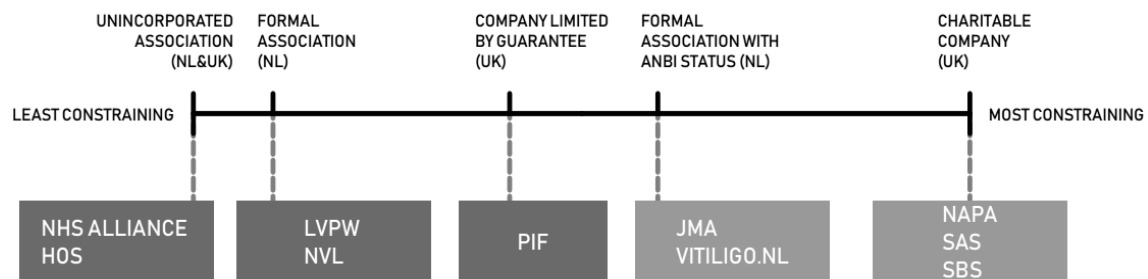 UNINCORPORATED
ASSOCIATION
(NL&UK)
FORMAL
ASSOCIATION
(NL)
COMPANY LIMITED
BY GUARANTEE
(UK)
FORMAL
ASSOCIATION WITH
ANBI STATUS (NL)
CHARITABLE
COMPANY
(UK)
LEAST CONSTRAINING
MOST CONSTRAINING
NHS ALLIANCE
HOS
LVPW
NVL
PIF
JMA
VITILIGO.NL
NAPA
SAS
SBS